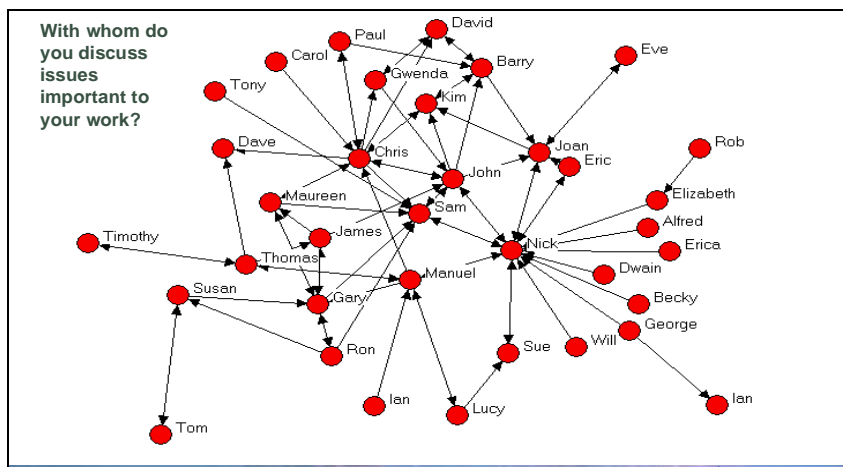 With whom do
you discuss
issues
important to
your work?
David
Paul
Carol
Barry
Eve
Gwenda
Tony
Kim
Dave
Chris
Joan
Rob
Eric
John
Maureen
Elizabeth
Sam
Alfred
James
Timothy
Nick
Erica
Thomas
Manuel
Dwain
Susan
Gary
Becky
George
Ron
Sue
Will
Ian
Lucy
Ian
Tom